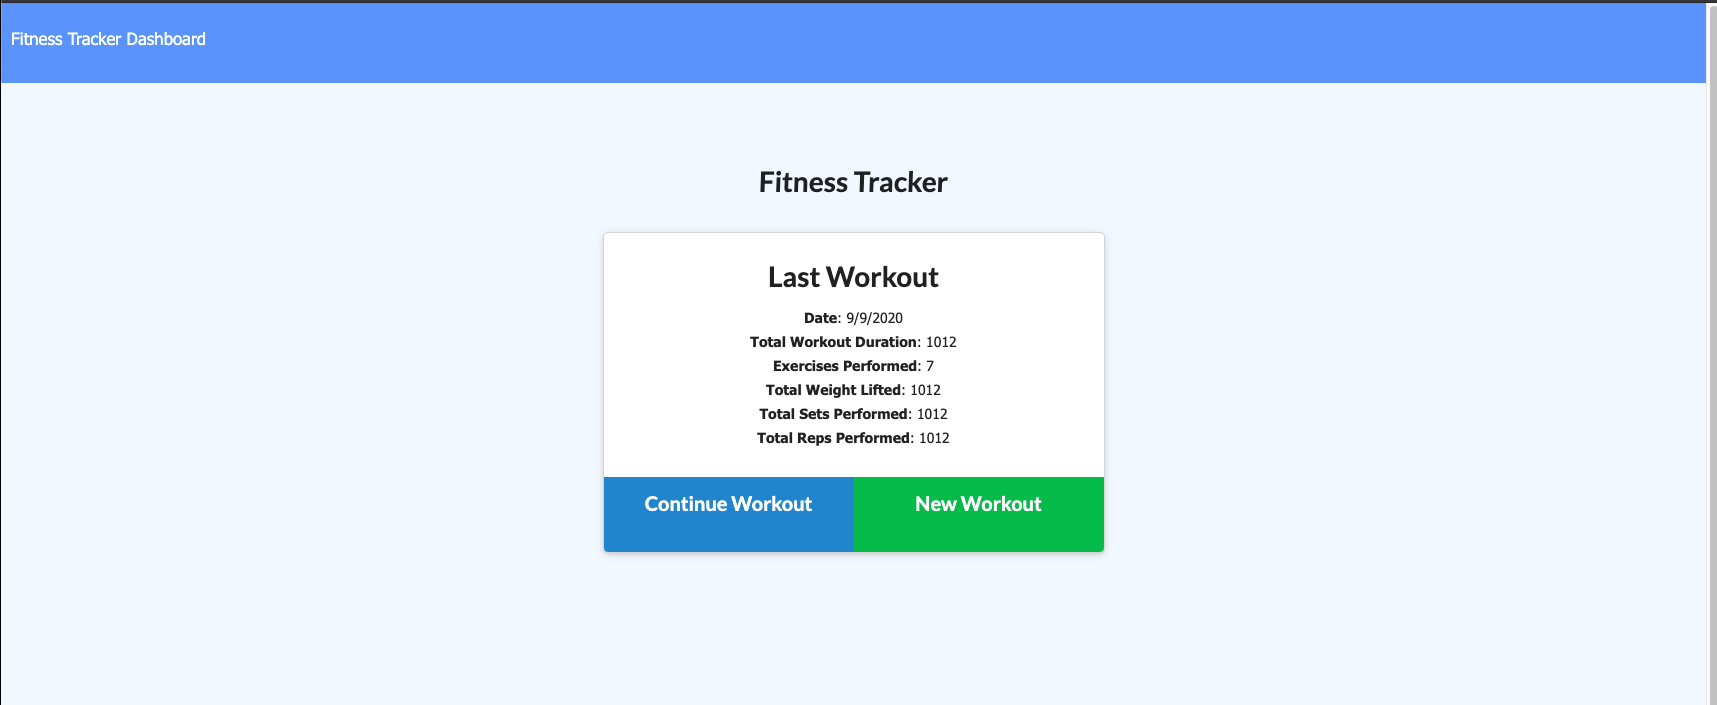 Fitness Tracker Dashboard
Fitness Tracker
Last Workout
Date: 9/9/2020
Total Workout Duration: 1012
Exercises Performed: 7
Total Weight Lifted: 1012
Total Sets Performed: 1012
Total Reps Performed: 1012
Continue Workout New Workout